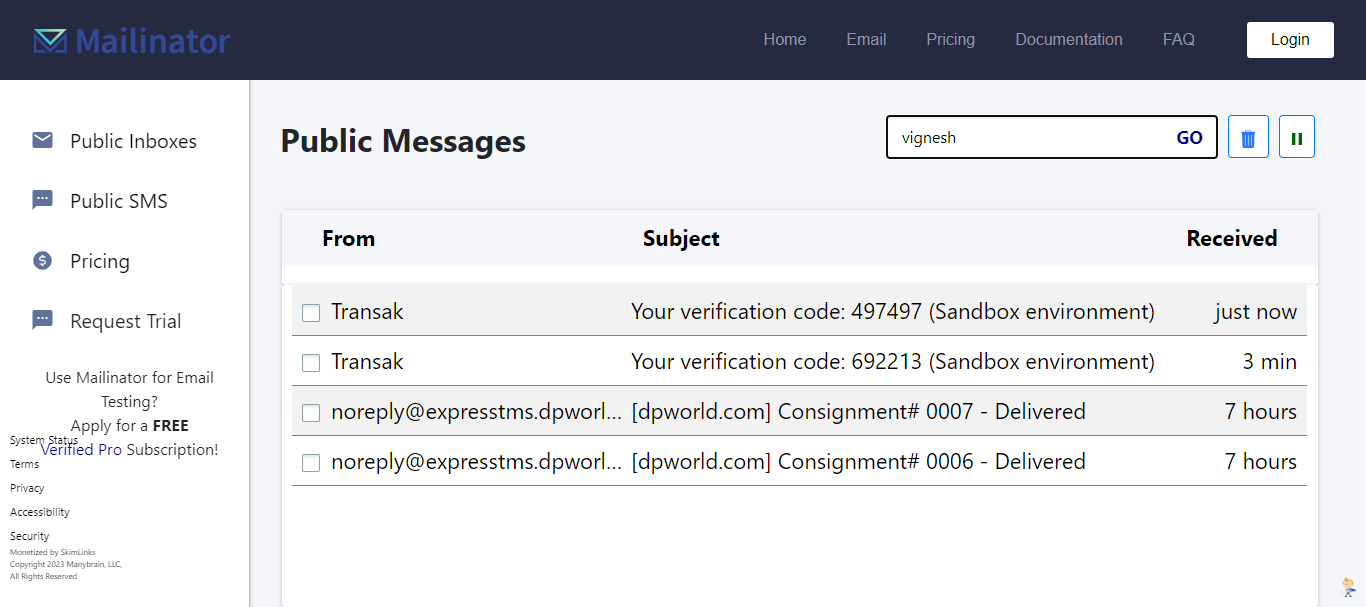 Mailinator
Home Email Pricing Documentation FAQ Login
Public Inboxes
Public SMS
Pricing
Request Trial
Use Mailinator for Email
Testing?
Apply for a FREE
Verified Pro Subscription!
System Status
Terms
Privacy
Accessibility
Security
Monetized by SkimLinks
Copyright 2023 Manybrain, LLC,
All Rights Reserved
Public Messages
vignesh GO
From Subject Received
Transak Your verification code: 497497 (Sandbox environment) just now
Transak Your verification code: 692213 (Sandbox environment) 3 min
noreply@expresstms.dpworl... [dpworld.com] Consignment# 0007 - Delivered 7 hours
noreply@expresstms.dpworl... [dpworld.com] Consignment# 0006 - Delivered 7 hours